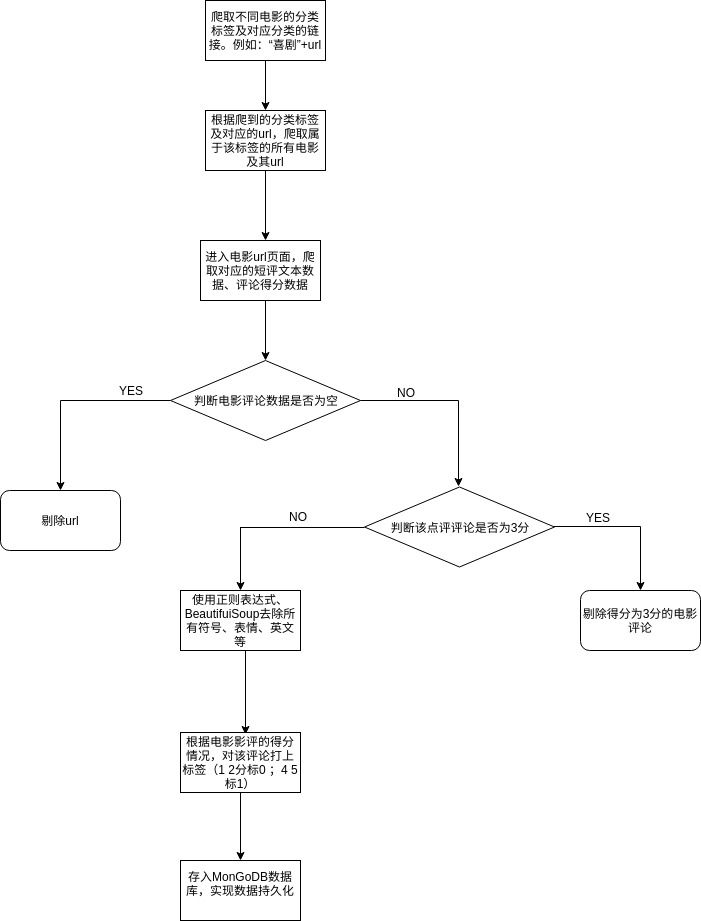 爬取不同电影的分类
标签及对应分类的链
接。例如：“喜剧”+url
根据爬到的分类标签
及对应的url，爬取属
于该标签的所有电影
及其url
进入电影url页面，爬
取对应的短评文本数
据、评论得分数据
YES
判断电影评论数据是否为空
NO
剔除url
NO
判断该点评评论是否为3分
YES
使用正则表达式、
BeautifuiSoup去除所
有符号、表情、英文
等
剔除得分为3分的电影
评论
根据电影影评的得分
情况，对该评论打上
标签（1 2分标0 ；4 5
标1）
存入MonGoDB数据
库，实现数据持久化